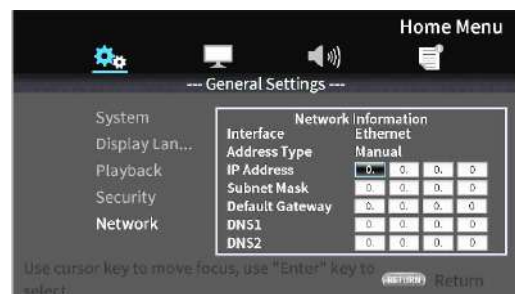 Home Menu
--- General Settings ---
System
Display Lan...
Playback
Security
Network
Network Information
Interface Ethernet
Address Type Manual
IP Address 0. 0. 0. 0
Subnet Mask 0. 0. 0. 0
Default Gateway 0. 0. 0. 0
DNS1 0. 0. 0. 0
DNS2 0. 0. 0. 0
Use cursor key to move focus, use "Enter" key to
select
RETURN Return